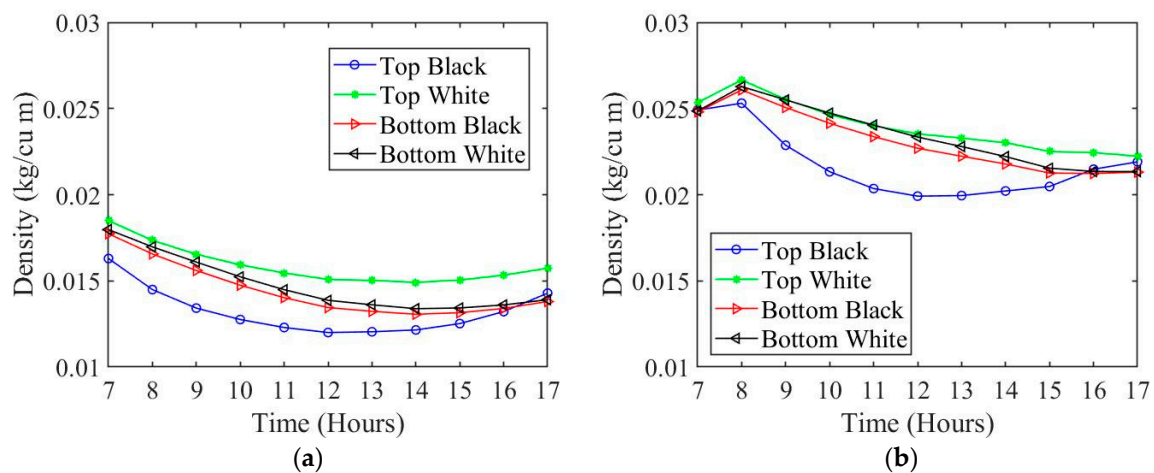 0.03
0.025
0.02
0.015
0.01
Density (kg/cu m)
Top Black
Top White
Bottom Black
Bottom White
7 8 9 10 11 12 13 14 15 16 17
Time (Hours)
(a)
0.03
0.025
0.02
0.015
0.01
Density (kg/cu m)
Top Black
Top White
Bottom Black
Bottom White
7 8 9 10 11 12 13 14 15 16 17
Time (Hours)
(b)